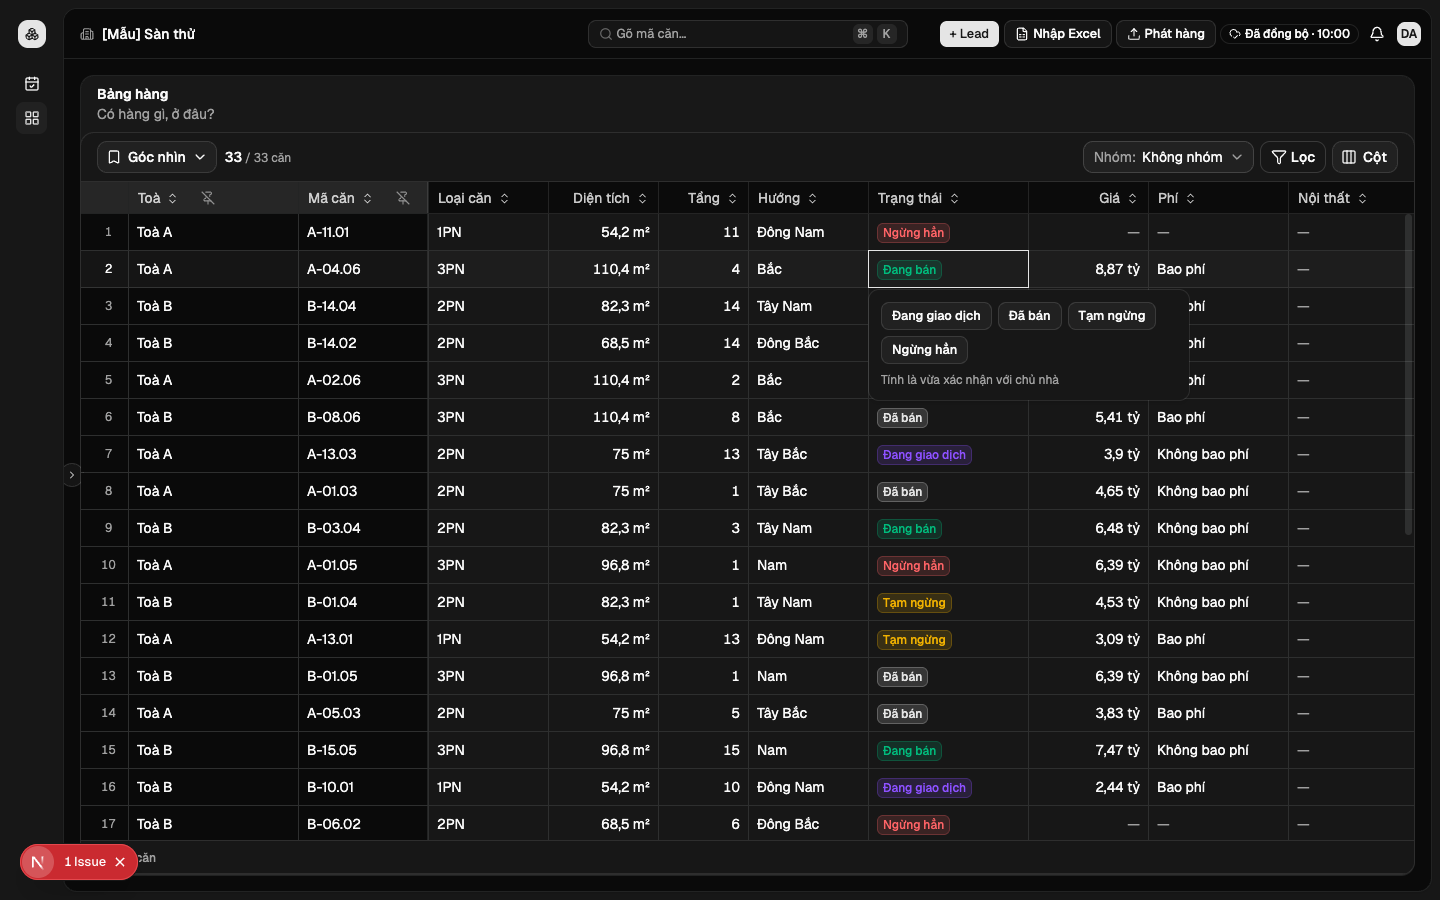 [Mẫu] Sàn thử
Gõ mã căn...
⌘ K
+ Lead
Nhập Excel
Phát hàng
Đã đồng bộ · 10:00
DA
Bảng hàng
Có hàng gì, ở đâu?
Góc nhìn
33 / 33 căn
Nhóm: Không nhóm
Lọc
Cột
Toà Mã căn Loại căn Diện tích Tầng Hướng Trạng thái Giá Phí Nội thất
1 Toà A A-11.01 1PN 54,2 m² 11 Đông Nam Ngừng hẳn — — —
2 Toà A A-04.06 3PN 110,4 m² 4 Bắc Đang bán 8,87 tỷ Bao phí —
3 Toà B B-14.04 2PN 82,3 m² 14 Tây Nam Đang giao dịch Đã bán Tạm ngừng phí —
4 Toà B B-14.02 2PN 68,5 m² 14 Đông Bắc Ngừng hẳn phí —
5 Toà A A-02.06 3PN 110,4 m² 2 Bắc Tính là vừa xác nhận với chủ nhà phí —
6 Toà B B-08.06 3PN 110,4 m² 8 Bắc Đã bán 5,41 tỷ Bao phí —
7 Toà A A-13.03 2PN 75 m² 13 Tây Bắc Đang giao dịch 3,9 tỷ Không bao phí —
8 Toà A A-01.03 2PN 75 m² 1 Tây Bắc Đã bán 4,65 tỷ Không bao phí —
9 Toà B B-03.04 2PN 82,3 m² 3 Tây Nam Đang bán 6,48 tỷ Không bao phí —
10 Toà A A-01.05 3PN 96,8 m² 1 Nam Ngừng hẳn 6,39 tỷ Không bao phí —
11 Toà B B-01.04 2PN 82,3 m² 1 Tây Nam Tạm ngừng 4,53 tỷ Không bao phí —
12 Toà A A-13.01 1PN 54,2 m² 13 Đông Nam Tạm ngừng 3,09 tỷ Bao phí —
13 Toà B B-01.05 3PN 96,8 m² 1 Nam Đã bán 6,39 tỷ Không bao phí —
14 Toà A A-05.03 2PN 75 m² 5 Tây Bắc Đã bán 3,83 tỷ Bao phí —
15 Toà B B-15.05 3PN 96,8 m² 15 Nam Đang bán 7,47 tỷ Không bao phí —
16 Toà B B-10.01 1PN 54,2 m² 10 Đông Nam Đang giao dịch 2,44 tỷ Bao phí —
17 Toà B B-06.02 2PN 68,5 m² 6 Đông Bắc Ngừng hẳn — — —
N 1 Issue
căn